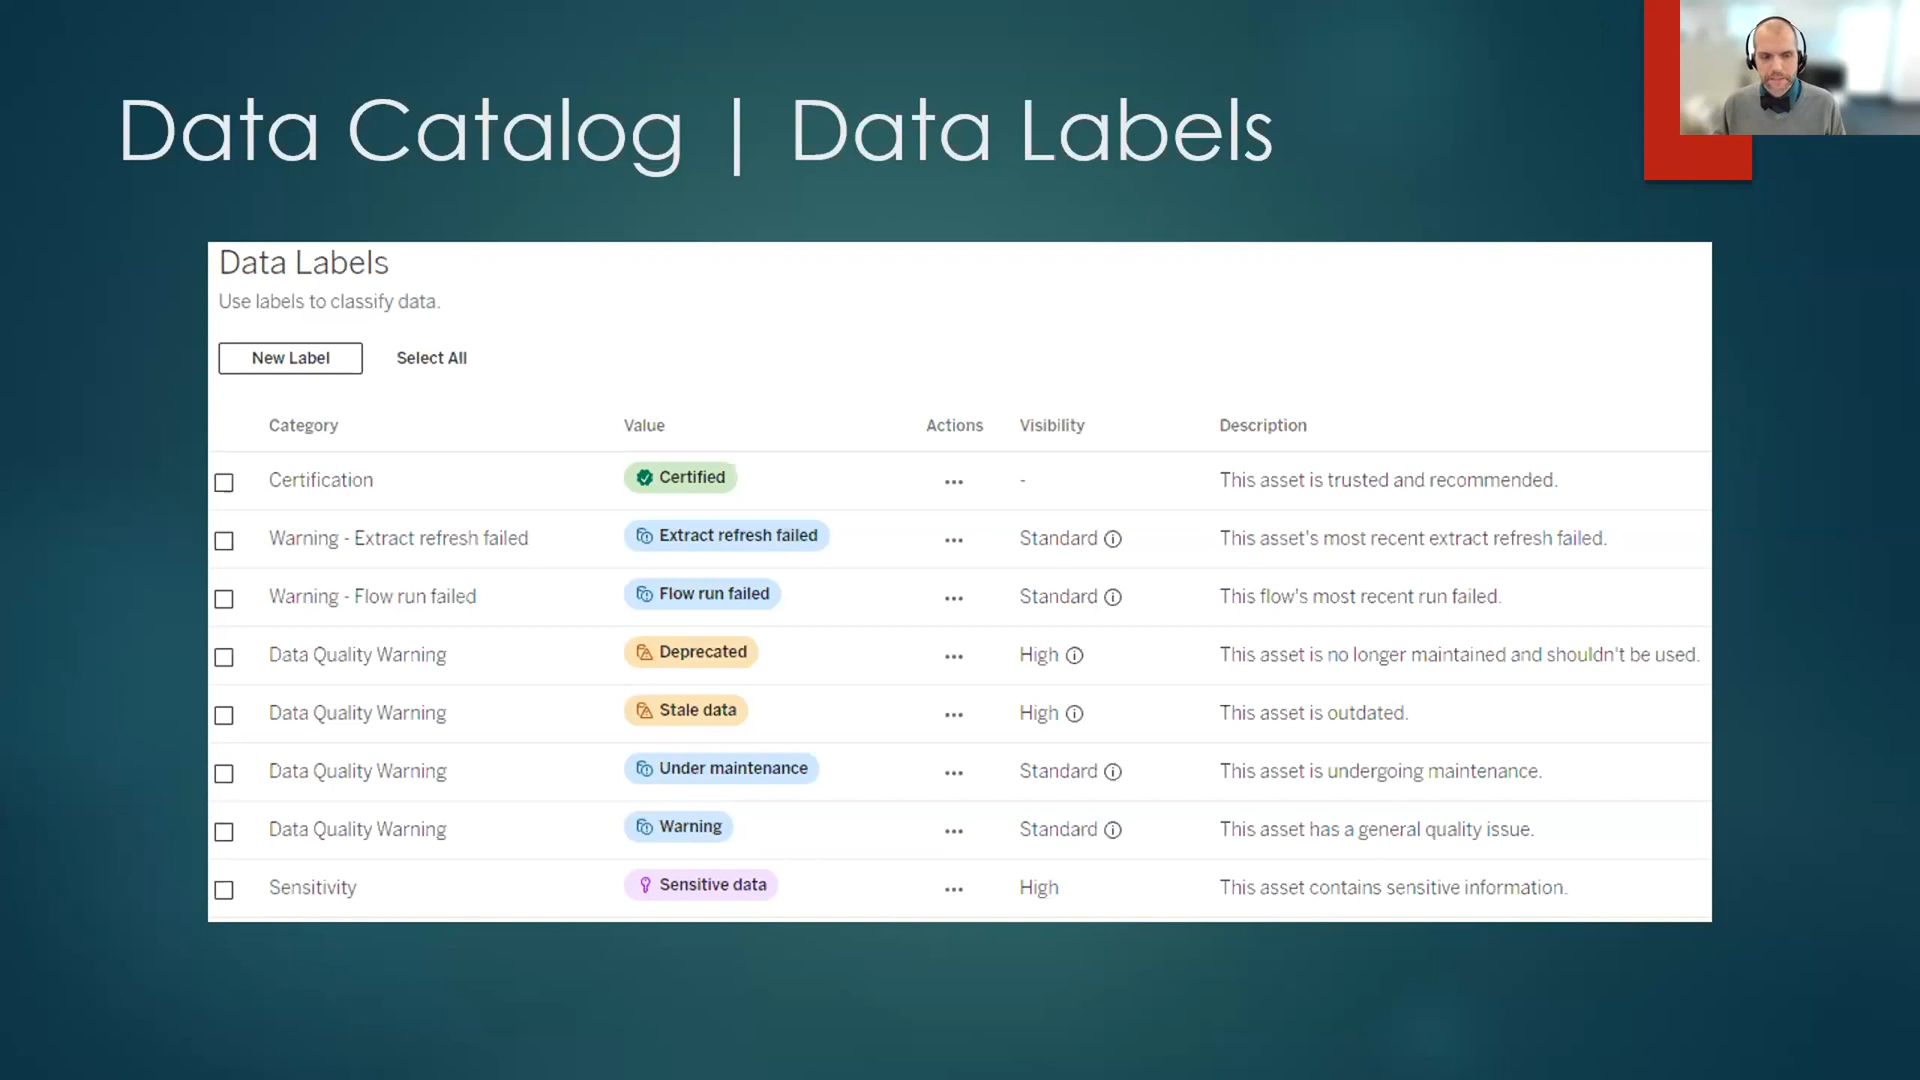 Data Catalog | Data Labels
Data Labels
Use labels to classify data.
New Label Select All
Category Value Actions Visibility Description
Certification Certified ... - This asset is trusted and recommended.
Warning - Extract refresh failed Extract refresh failed ... Standard This asset's most recent extract refresh failed.
Warning - Flow run failed Flow run failed ... Standard This flow's most recent run failed.
Data Quality Warning Deprecated ... High This asset is no longer maintained and shouldn't be used.
Data Quality Warning Stale data ... High This asset is outdated.
Data Quality Warning Under maintenance ... Standard This asset is undergoing maintenance.
Data Quality Warning Warning ... Standard This asset has a general quality issue.
Sensitivity Sensitive data ... High This asset contains sensitive information.